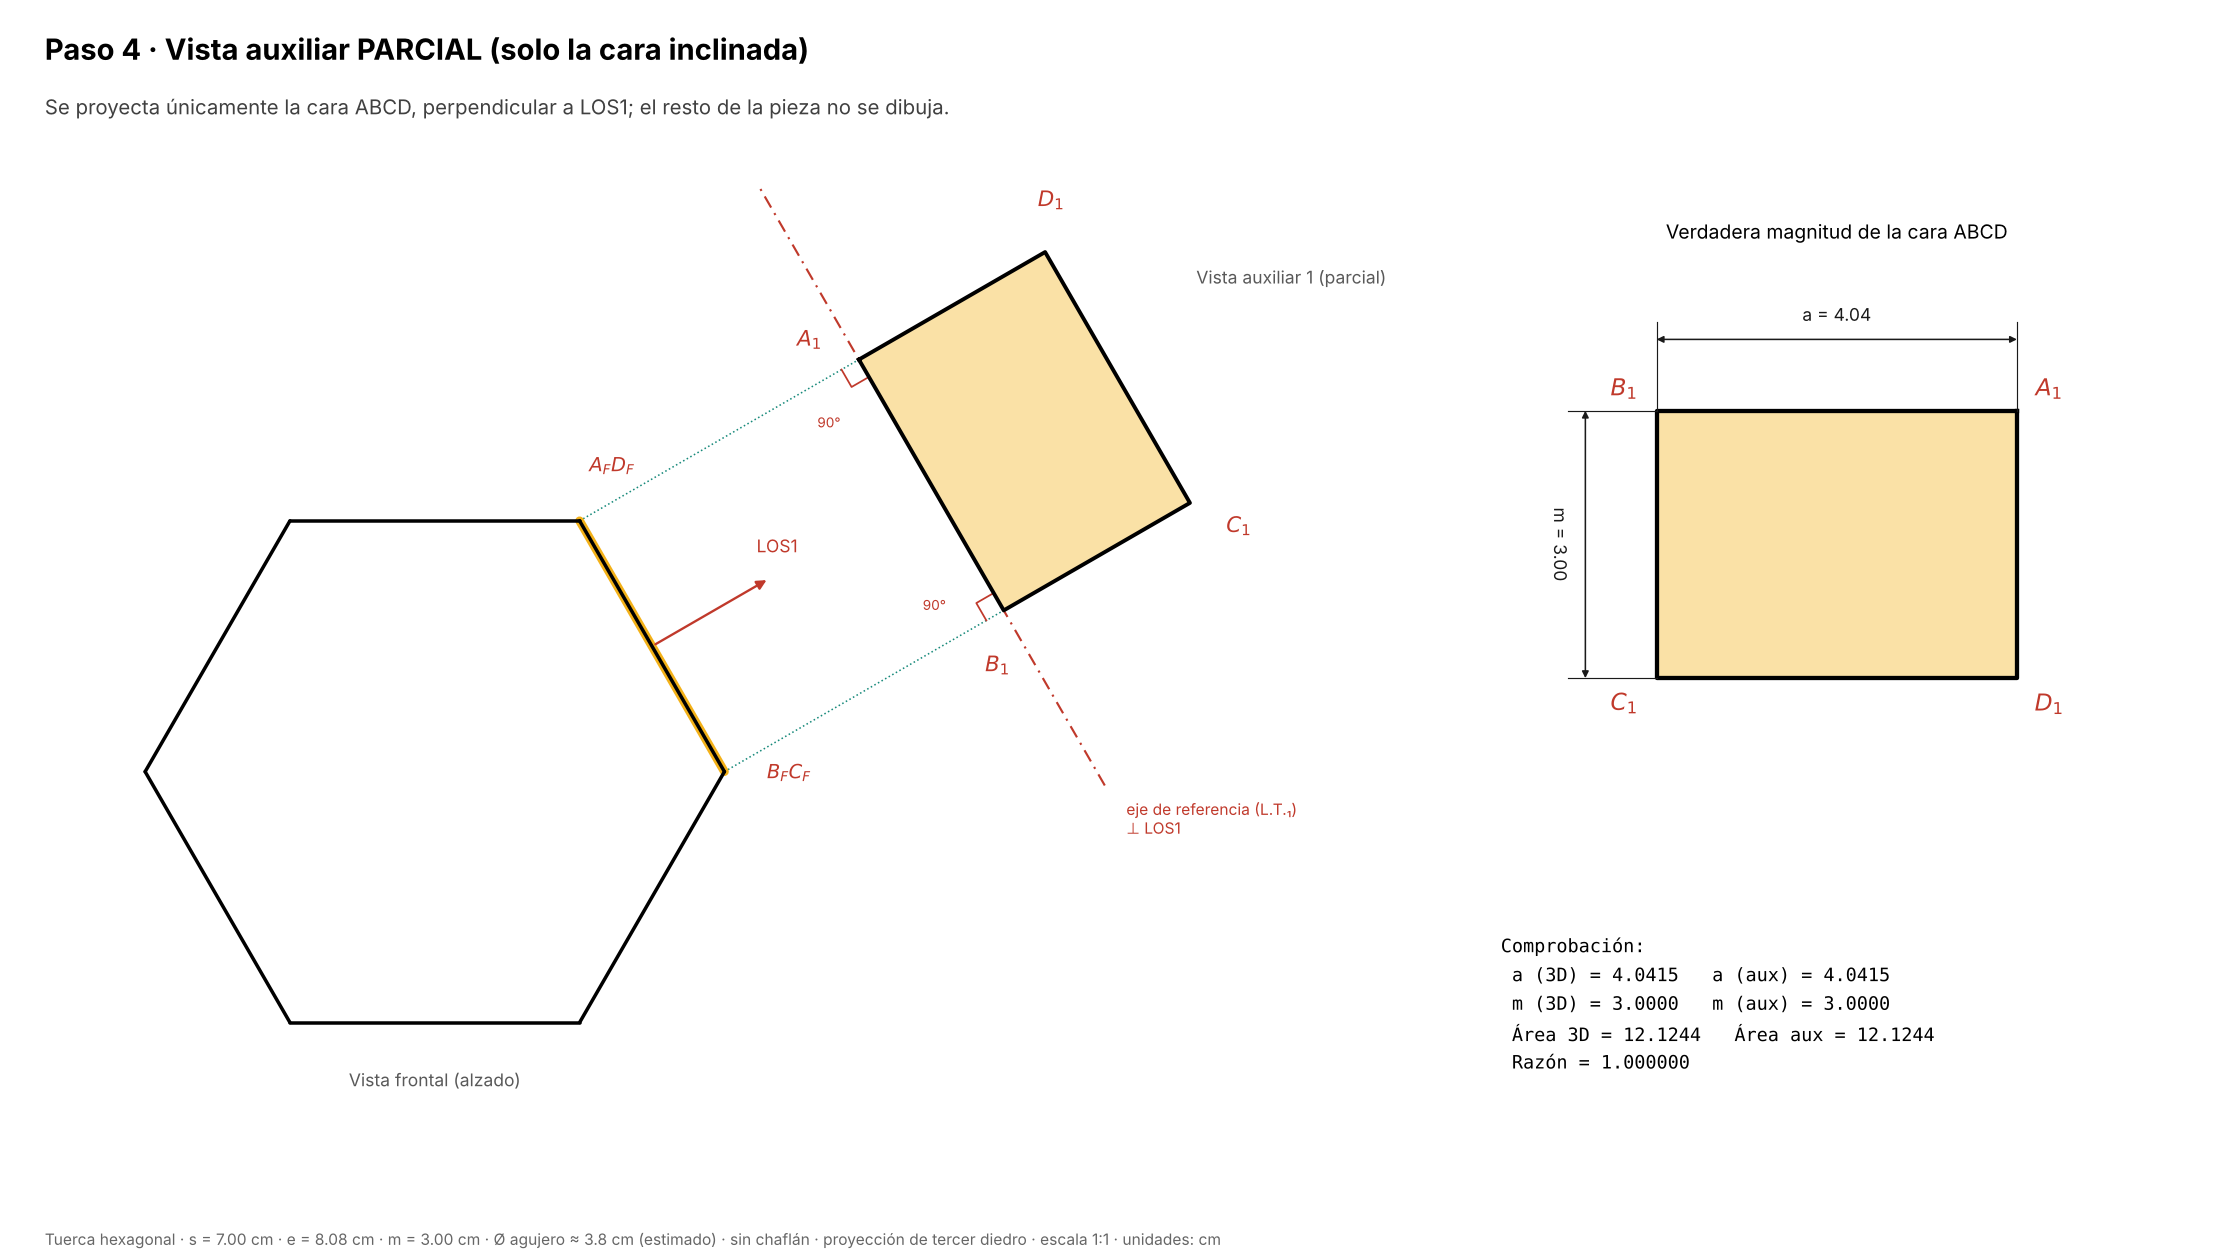 Paso 4 · Vista auxiliar PARCIAL (solo la cara inclinada)
Se proyecta únicamente la cara ABCD, perpendicular a LOS1; el resto de la pieza no se dibuja.
D₁
Verdadera magnitud de la cara ABCD
Vista auxiliar 1 (parcial)
a = 4.04
A₁
B₁
A₁
90°
A_FD_F
C₁
LOS1
m = 3.00
90°
B₁
C₁
D₁
B_FC_F
eje de referencia (L.T.₁)
⊥ LOS1
Comprobación:
a (3D) = 4.0415 a (aux) = 4.0415
m (3D) = 3.0000 m (aux) = 3.0000
Área 3D = 12.1244 Área aux = 12.1244
Razón = 1.000000
Vista frontal (alzado)
Tuerca hexagonal · s = 7.00 cm · e = 8.08 cm · m = 3.00 cm · Ø agujero ≈ 3.8 cm (estimado) · sin chaflán · proyección de tercer diedro · escala 1:1 · unidades: cm